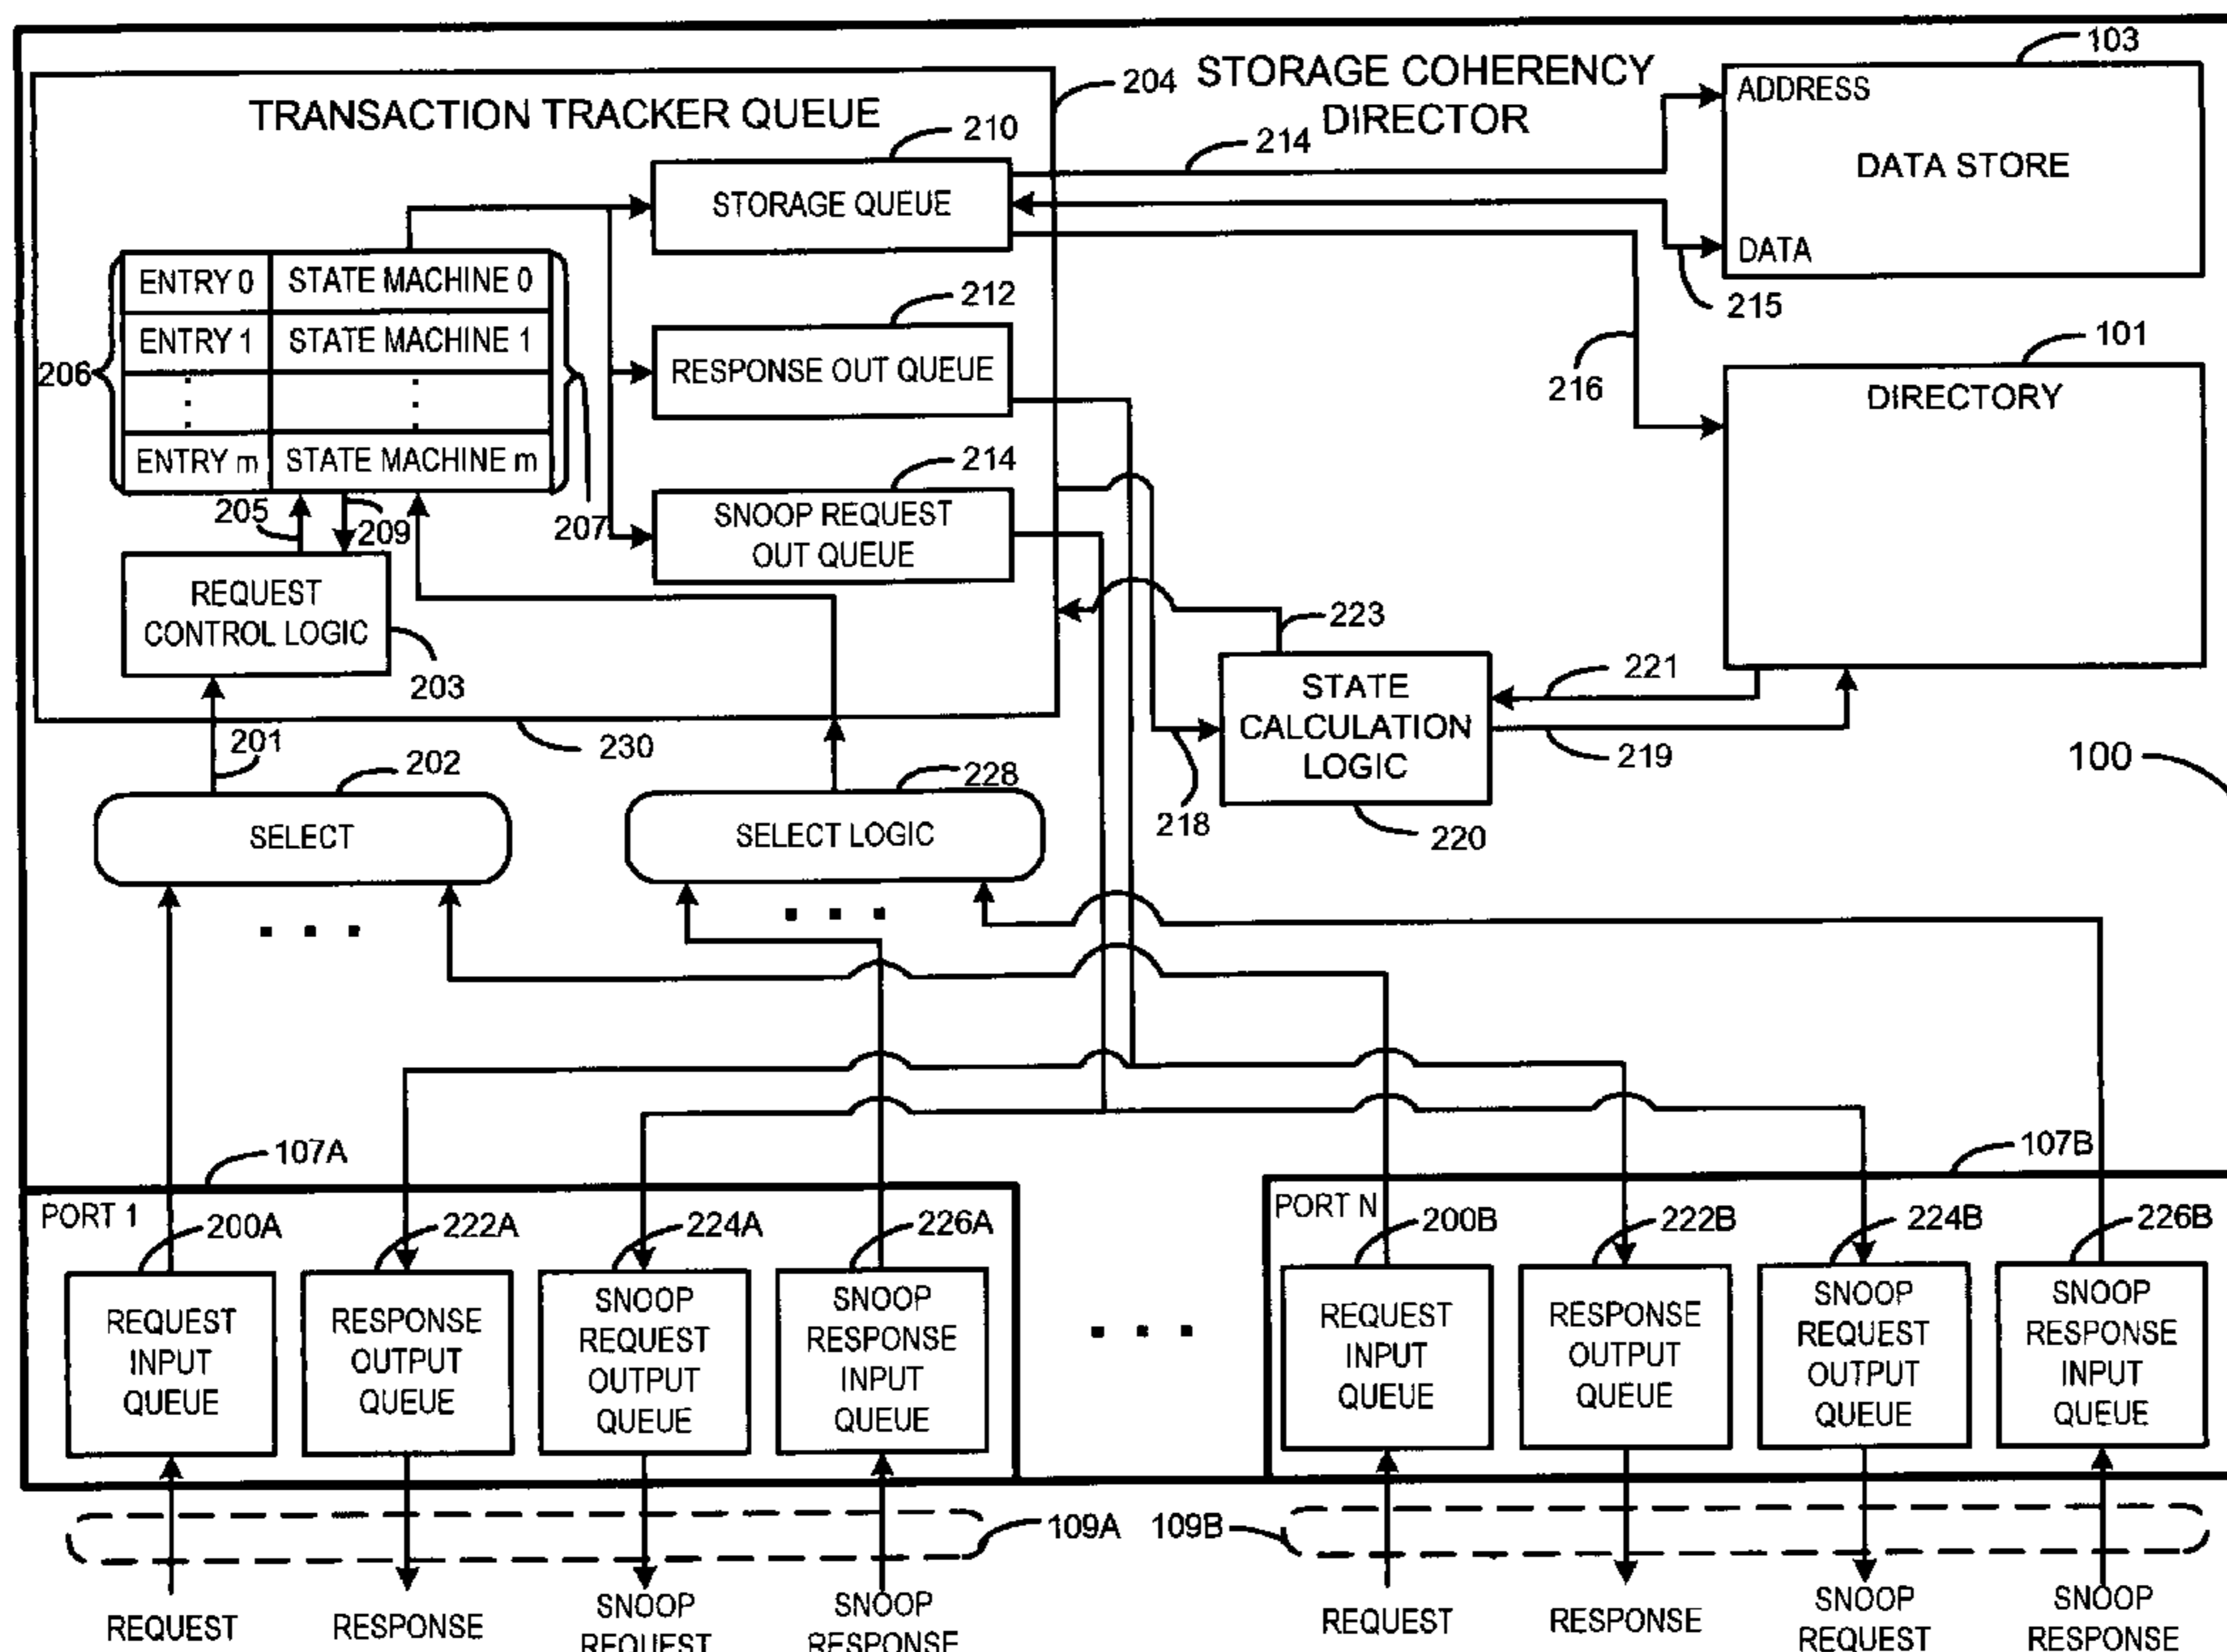 103
STORAGE COHERENCY
DIRECTOR
204
ADDRESS
TRANSACTION TRACKER QUEUE
210
214
DATA STORE
STORAGE QUEUE
DATA
215
ENTRY 0 STATE MACHINE 0
212
ENTRY 1 STATE MACHINE 1
101
206
RESPONSE OUT QUEUE
216
DIRECTORY
ENTRY m STATE MACHINE m
214
205
209
207
SNOOP REQUEST
OUT QUEUE
REQUEST
CONTROL LOGIC
223
203
221
STATE
CALCULATION
LOGIC
201
230
219
100
202
228
218
220
SELECT
SELECT LOGIC
107A
107B
PORT 1
200A
222A
224A
226A
PORT N
200B
222B
224B
226B
REQUEST
INPUT
QUEUE
RESPONSE
OUTPUT
QUEUE
SNOOP
REQUEST
OUTPUT
QUEUE
SNOOP
RESPONSE
INPUT
QUEUE
REQUEST
INPUT
QUEUE
RESPONSE
OUTPUT
QUEUE
SNOOP
REQUEST
OUTPUT
QUEUE
SNOOP
RESPONSE
INPUT
QUEUE
109A
109B
REQUEST
RESPONSE
SNOOP
REQUEST
SNOOP
RESPONSE
REQUEST
RESPONSE
SNOOP
REQUEST
SNOOP
RESPONSE